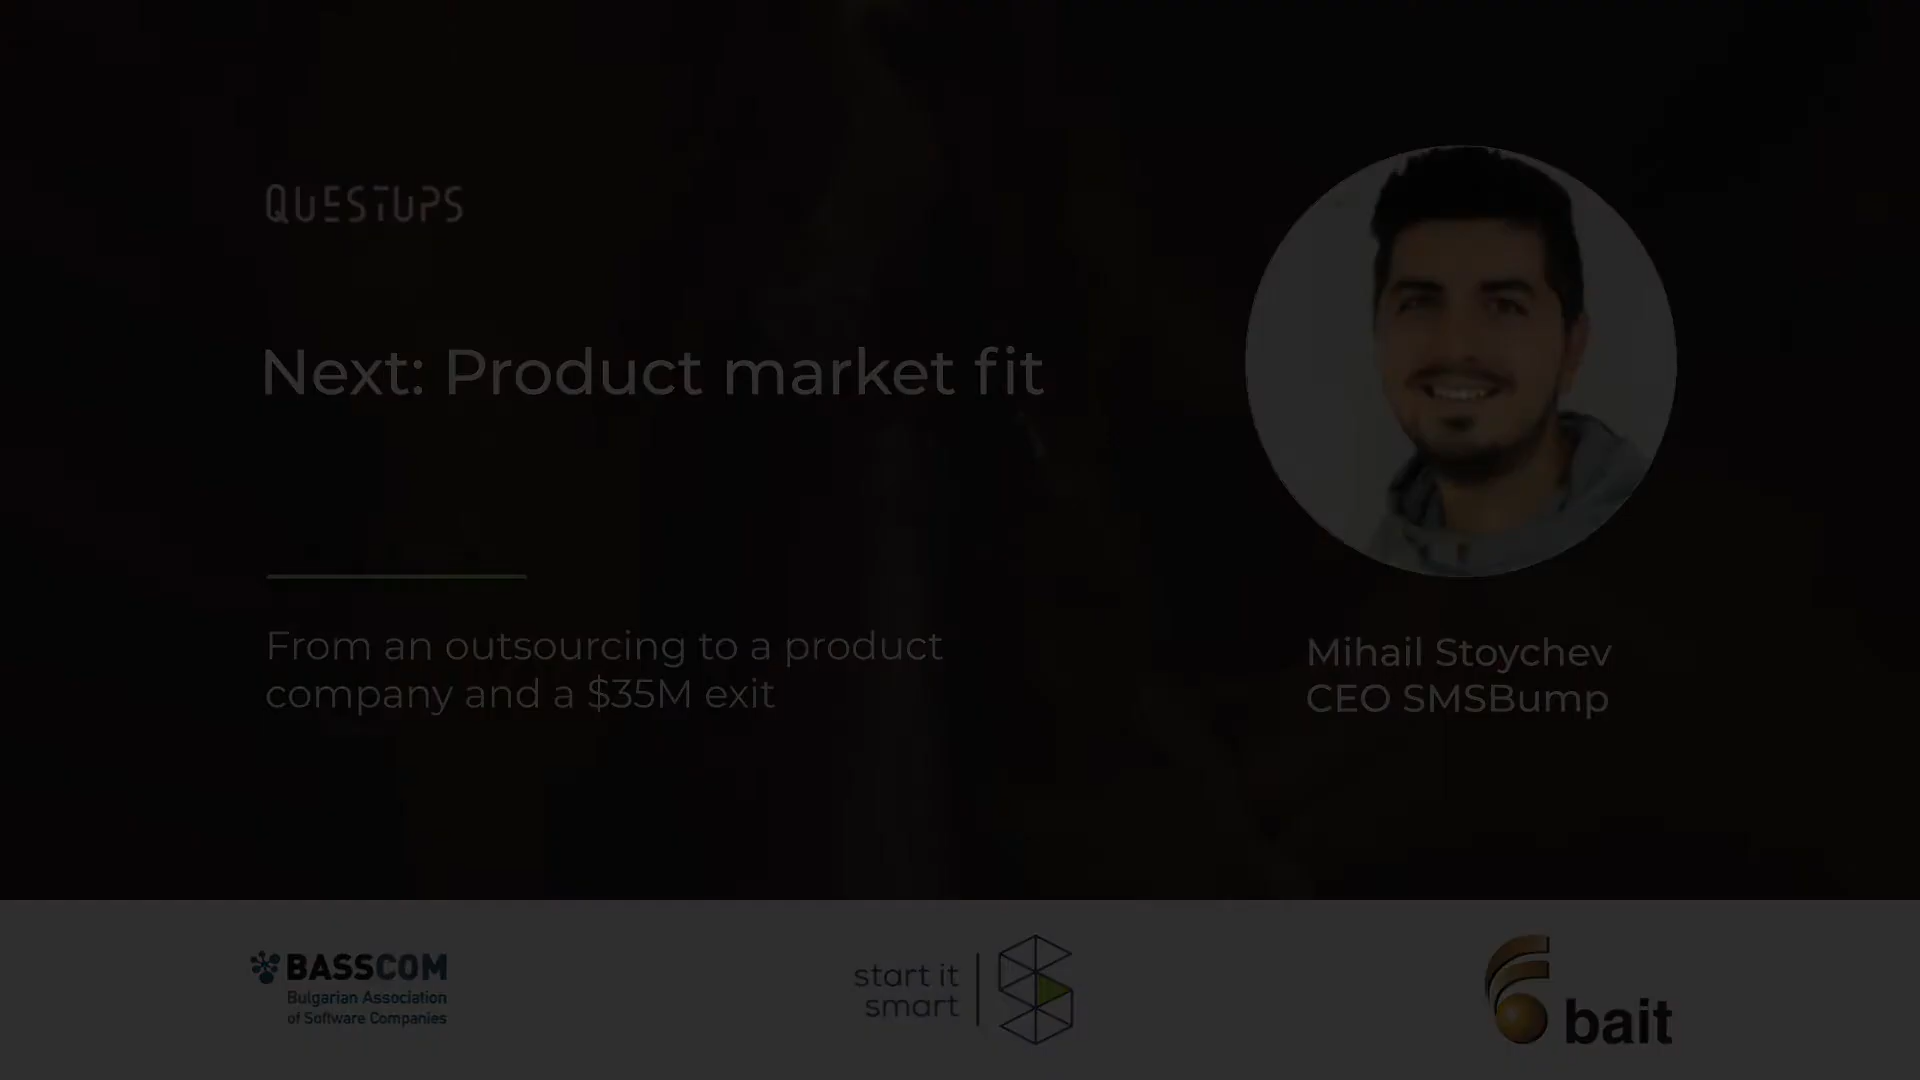 QUESTUPS
Next: Product market fit
From an outsourcing to a product
company and a $35M exit
Mihail Stoychev
CEO SMSBump
BASSCOM
Bulgarian Association
of Software Companies
start it
smart
bait